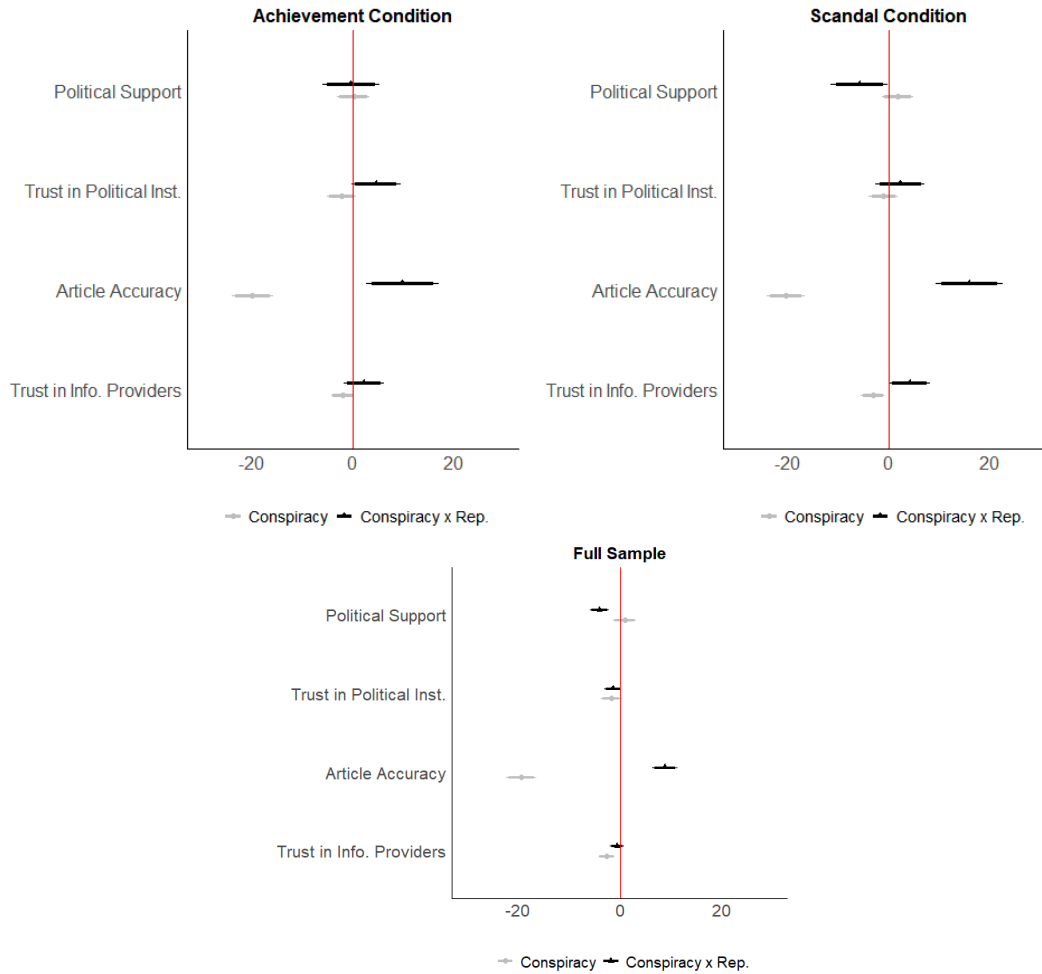 Achievement Condition
Political Support
Trust in Political Inst.
Article Accuracy
Trust in Info. Providers
-20 0 20
Conspiracy Conspiracy x Rep.
Scandal Condition
Political Support
Trust in Political Inst.
Article Accuracy
Trust in Info. Providers
-20 0 20
Conspiracy Conspiracy x Rep.
Full Sample
Political Support
Trust in Political Inst.
Article Accuracy
Trust in Info. Providers
-20 0 20
Conspiracy Conspiracy x Rep.